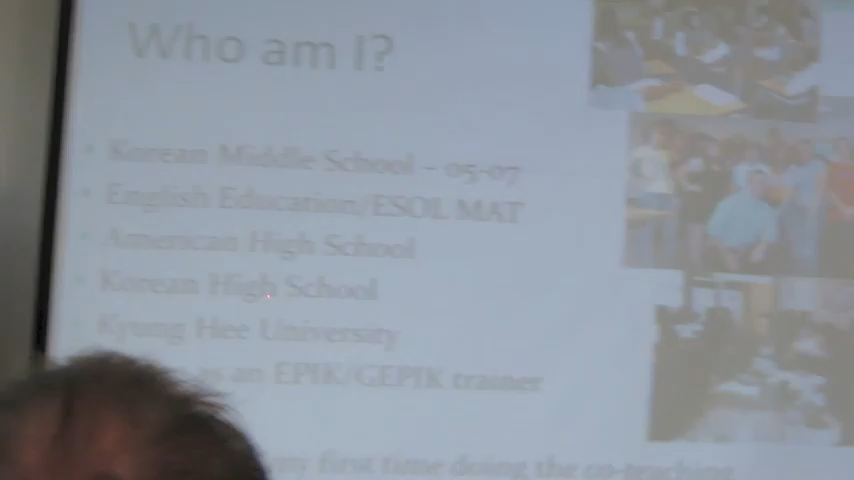 Who am I?
Korean Middle School – 05-07
English Education/ESOL MAT
American High School
Korean High School
Kyung Hee University
as an EPIK/GEPIK trainer
my first time doing the co-teaching